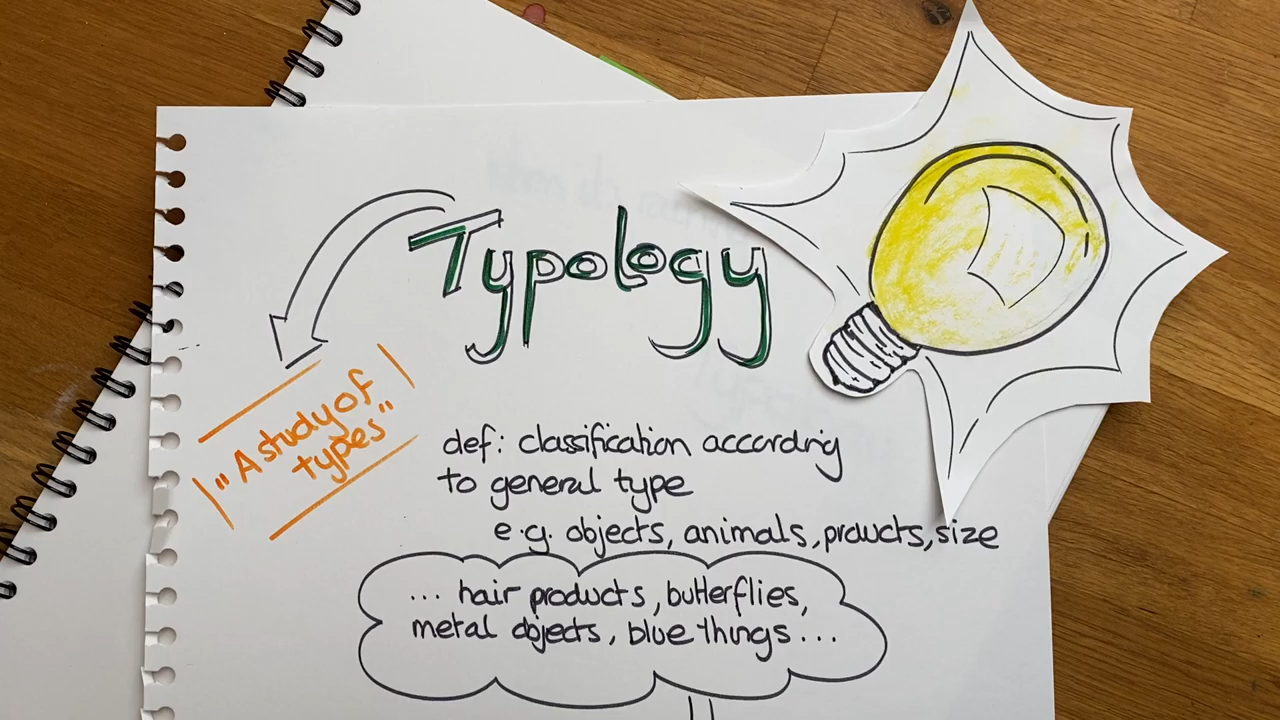 Typology
"A study of
types"
def: classification according
to general type
e.g. objects, animals, prowcts, size
... hair products, butterflies,
metal objects, blue things...